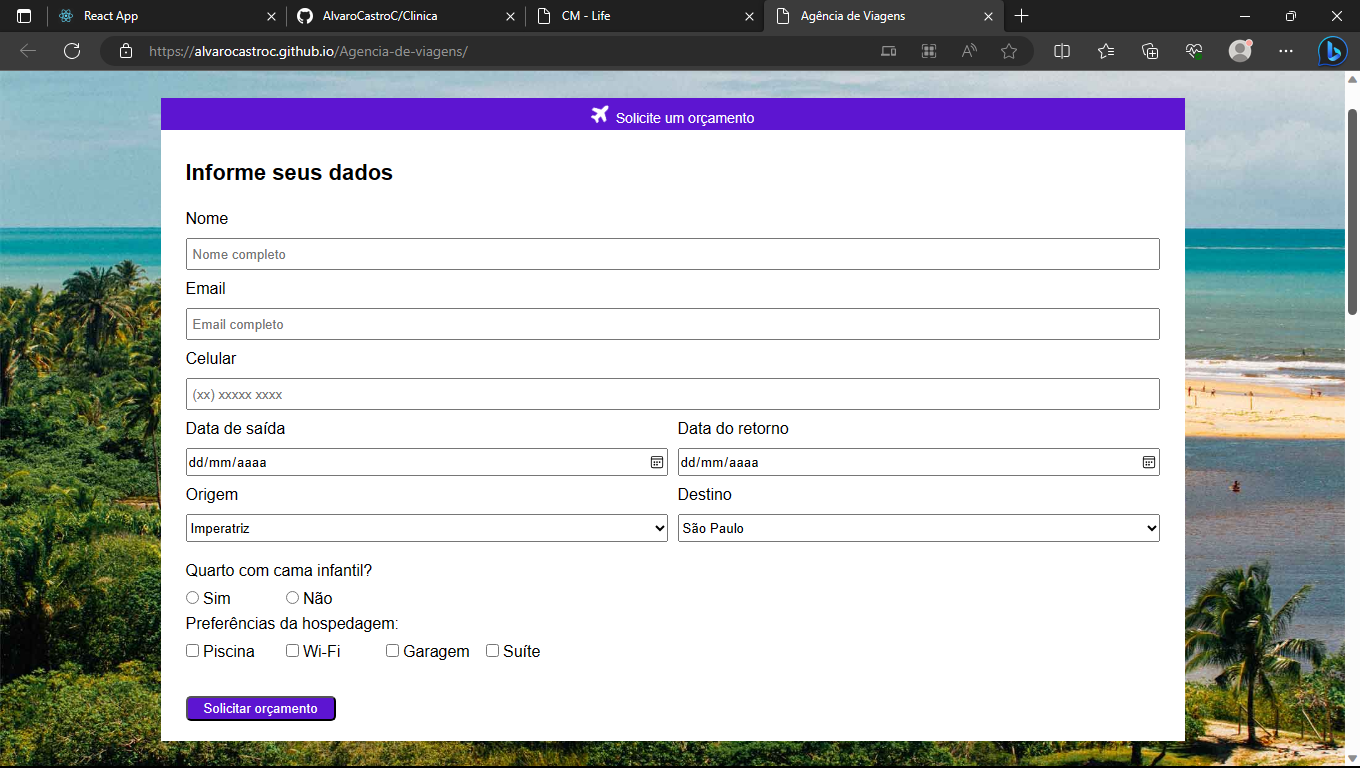 React App
AlvaroCastroC/Clinica
CM - Life
Agência de Viagens
https://alvarocastroc.github.io/Agencia-de-viagens/
Solicite um orçamento
Informe seus dados
Nome
Nome completo
Email
Email completo
Celular
(xx) xxxxx xxxx
Data de saída Data do retorno
dd/mm/aaaa dd/mm/aaaa
Origem Destino
Imperatriz São Paulo
Quarto com cama infantil?
Sim Não
Preferências da hospedagem:
Piscina Wi-Fi Garagem Suíte
Solicitar orçamento